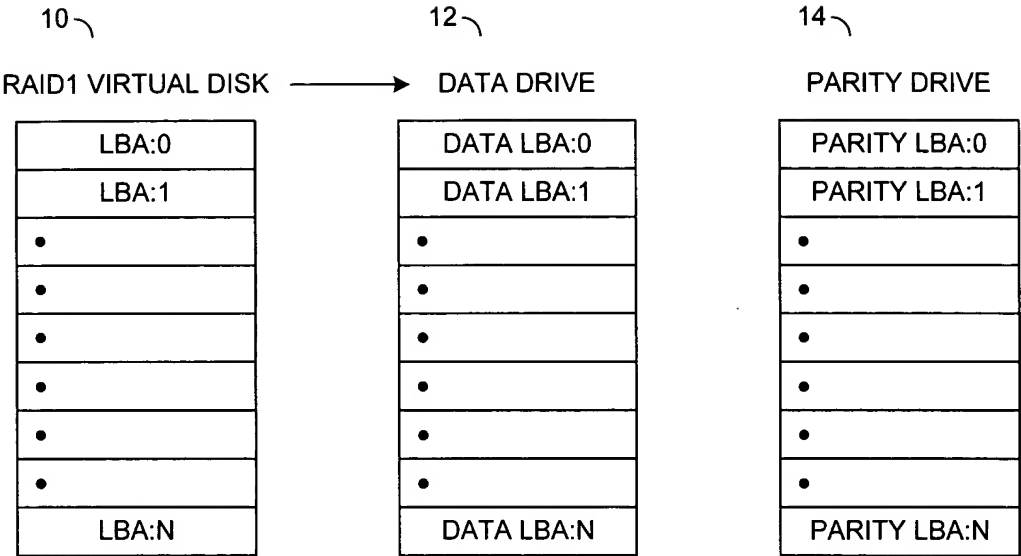 10 12 14
RAID1 VIRTUAL DISK DATA DRIVE PARITY DRIVE
LBA:0 DATA LBA:0 PARITY LBA:0
LBA:1 DATA LBA:1 PARITY LBA:1
LBA:N DATA LBA:N PARITY LBA:N